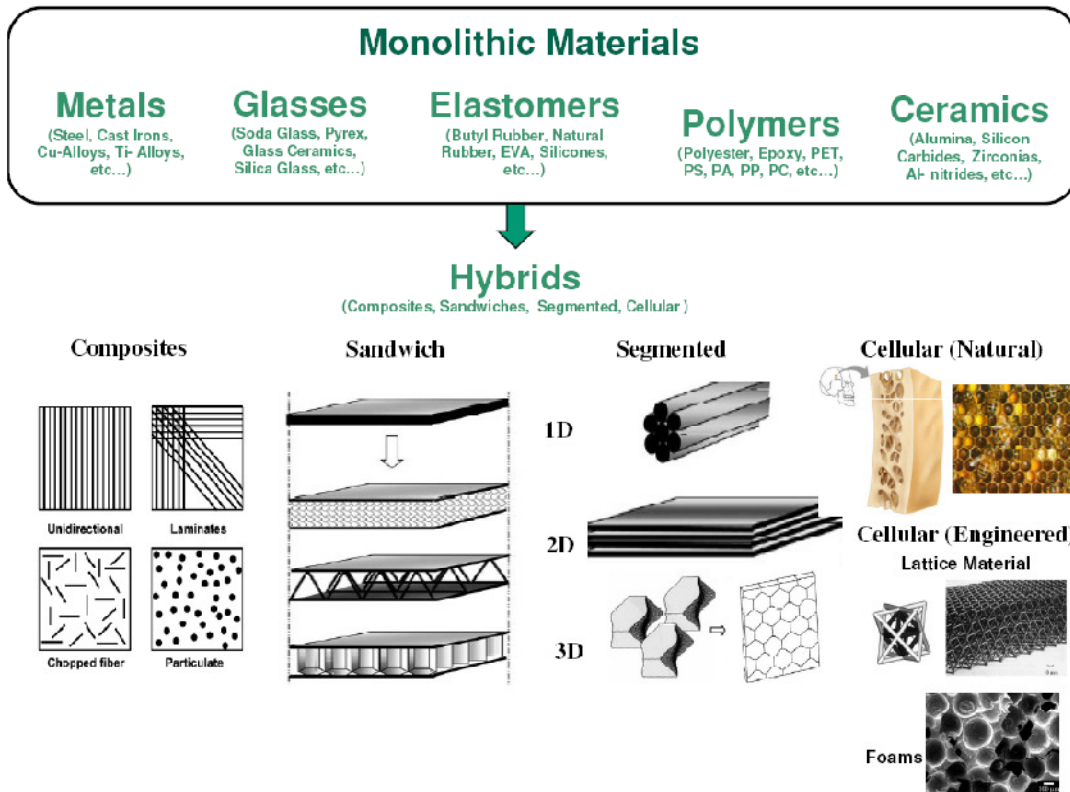 Monolithic Materials
Metals
(Steel, Cast Irons,
Cu-Alloys, Ti- Alloys,
etc...)
Glasses
(Soda Glass, Pyrex,
Glass Ceramics,
Silica Glass, etc...)
Elastomers
(Butyl Rubber, Natural
Rubber, EVA, Silicones,
etc...)
Polymers
(Polyester, Epoxy, PET,
PS, PA, PP, PC, etc...)
Ceramics
(Alumina, Silicon
Carbides, Zirconias,
Al- nitrides, etc...)
Hybrids
(Composites, Sandwiches, Segmented, Cellular )
Composites
Unidirectional
Laminates
Chopped fiber
Particulate
Sandwich
Segmented
1D
2D
3D
Cellular (Natural)
Cellular (Engineered)
Lattice Material
Foams